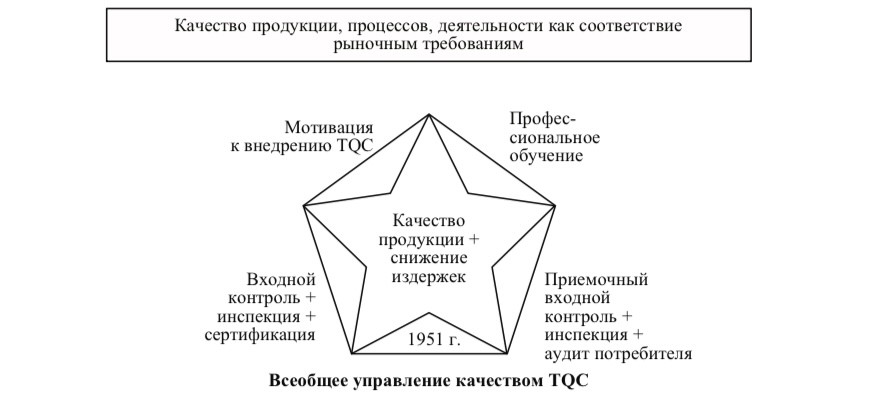 Качество продукции, процессов, деятельности как соответствие
рыночным требованиям
Мотивация
к внедрению TQC
Профес-
сиональное
обучение
Качество
продукции +
снижение
издержек
Входной
контроль +
инспекция +
сертификация
Приемочный
входной
контроль +
инспекция +
аудит потребителя
1951 г.
Всеобщее управление качеством TQC